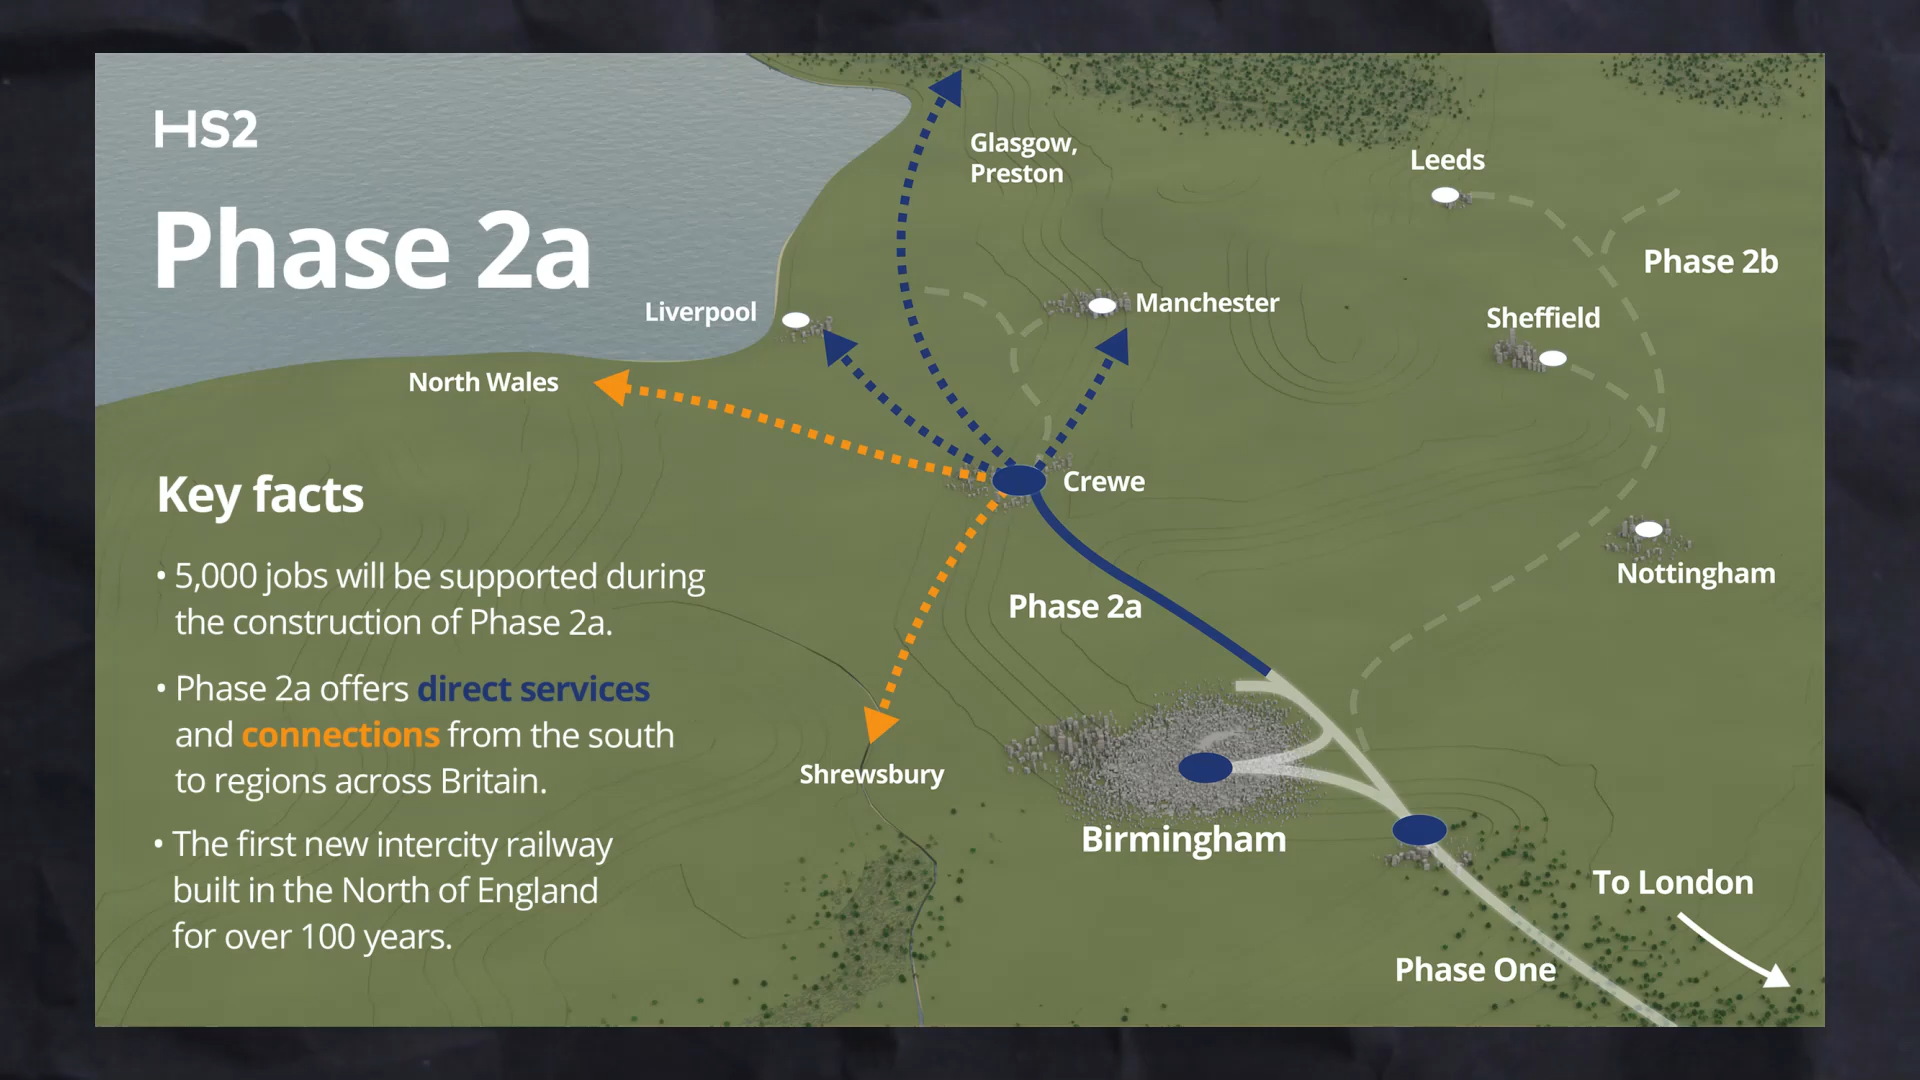 HS2
Phase 2a
Key facts
• 5,000 jobs will be supported during
the construction of Phase 2a.
• Phase 2a offers direct services
and connections from the south
to regions across Britain.
• The first new intercity railway
built in the North of England
for over 100 years.
Glasgow,
Preston
Leeds
Phase 2b
Liverpool
Manchester
Sheffield
North Wales
Crewe
Nottingham
Phase 2a
Shrewsbury
Birmingham
To London
Phase One